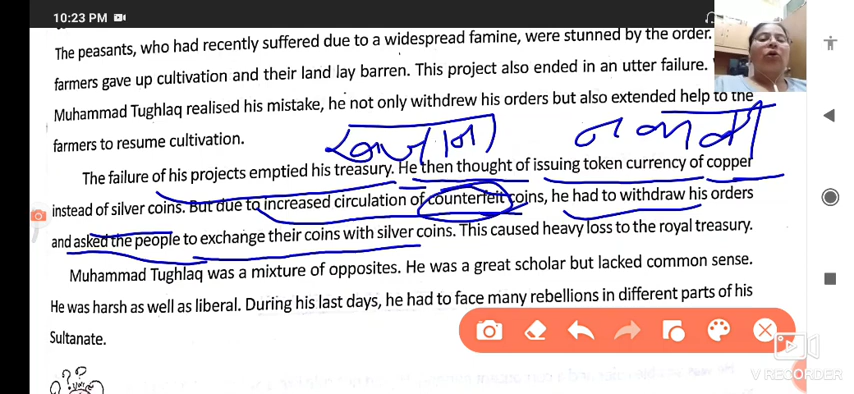 10:23 PM
The peasants, who had recently suffered due to a widespread famine, were stunned by the order.
farmers gave up cultivation and their land lay barren. This project also ended in an utter failure.
Muhammad Tughlaq realised his mistake, he not only withdrew his orders but also extended help to the
farmers to resume cultivation.
खजाना नकली
The failure of his projects emptied his treasury. He then thought of issuing token currency of copper
instead of silver coins. But due to increased circulation of counterfeit coins, he had to withdraw his orders
and asked the people to exchange their coins with silver coins. This caused heavy loss to the royal treasury.
Muhammad Tughlaq was a mixture of opposites. He was a great scholar but lacked common sense.
He was harsh as well as liberal. During his last days, he had to face many rebellions in different parts of his
Sultanate.
V RECORDER